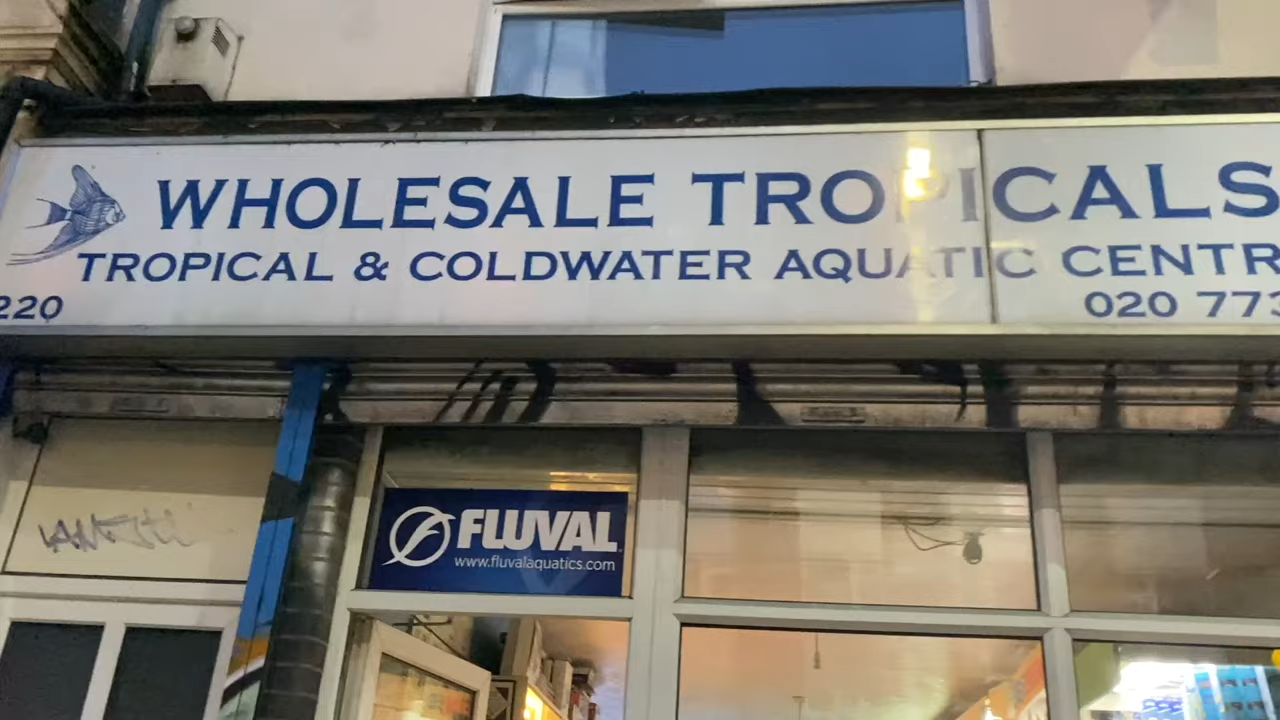 WHOLESALE TROPICALS
TROPICAL & COLDWATER AQUATIC CENTR
220
020 773
FLUVAL
www.fluvalaquatics.com